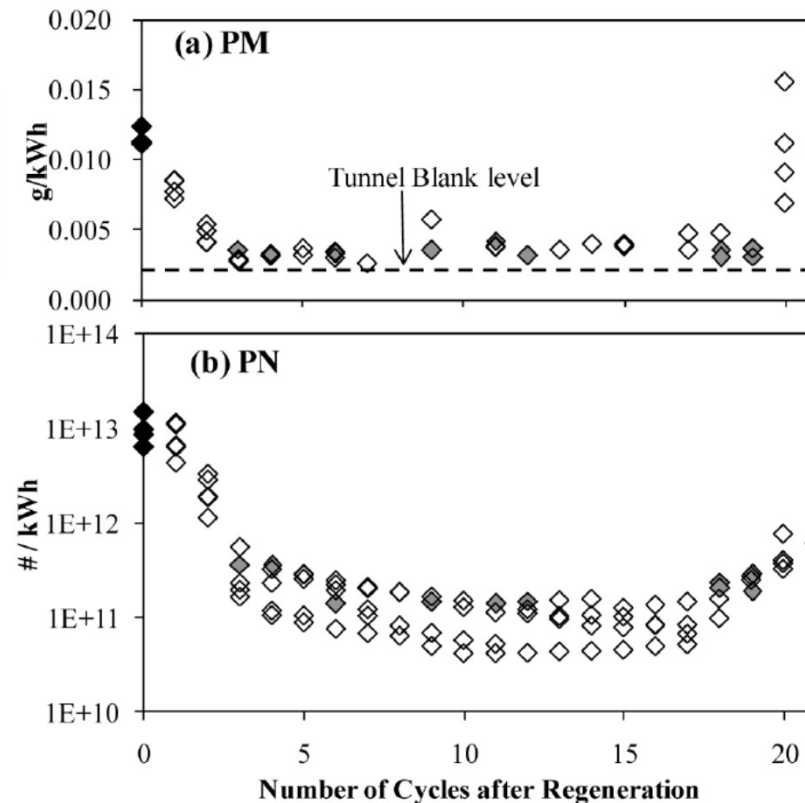 (a) PM
g/kWh
0.020
0.015
0.010
0.005
0.000
Tunnel Blank level
(b) PN
# / kWh
1E+14
1E+13
1E+12
1E+11
1E+10
0 5 10 15 20
Number of Cycles after Regeneration